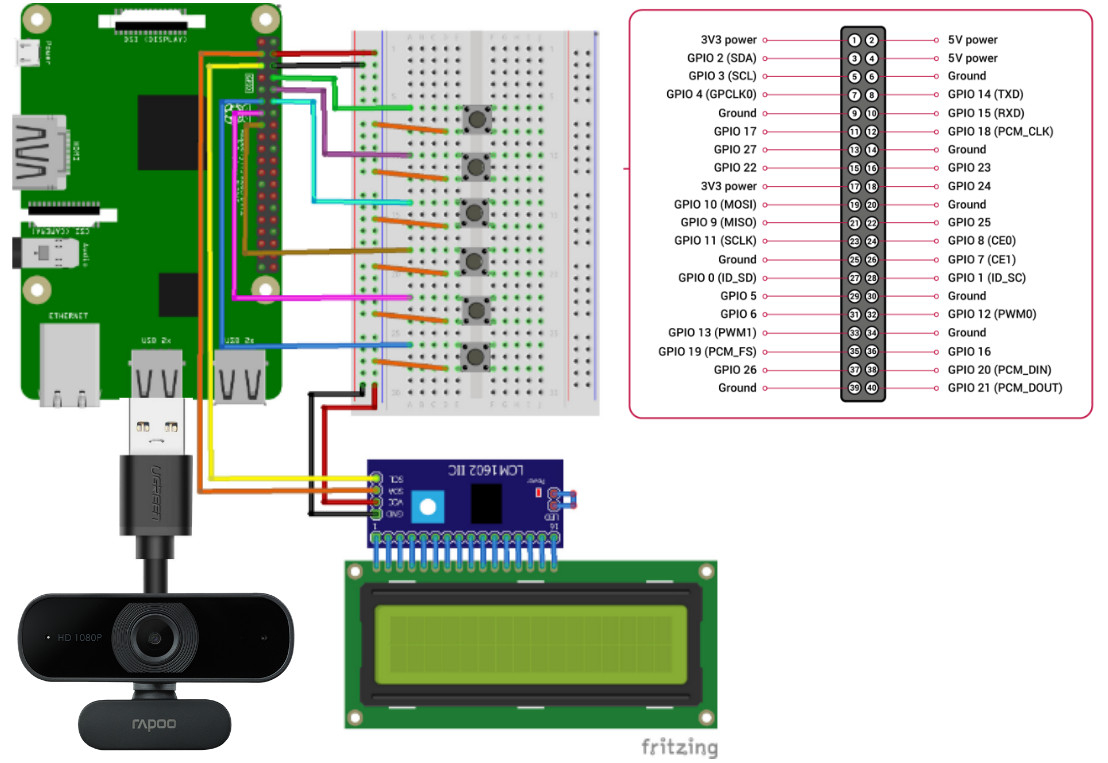 DSI (DISPLAY)
Power
GPIO
HDMI
CSI (CAMERA)
Audio
ETHERNET
USB 2x
USB 2x
UGREEN
HD 1080P
rapoo
LCM1602 IIC
SCL
SDA
VCC
GND
Power
LED
1
16
fritzing
3V3 power 1 2 5V power
GPIO 2 (SDA) 3 4 5V power
GPIO 3 (SCL) 5 6 Ground
GPIO 4 (GPCLK0) 7 8 GPIO 14 (TXD)
Ground 9 10 GPIO 15 (RXD)
GPIO 17 11 12 GPIO 18 (PCM_CLK)
GPIO 27 13 14 Ground
GPIO 22 15 16 GPIO 23
3V3 power 17 18 GPIO 24
GPIO 10 (MOSI) 19 20 Ground
GPIO 9 (MISO) 21 22 GPIO 25
GPIO 11 (SCLK) 23 24 GPIO 8 (CE0)
Ground 25 26 GPIO 7 (CE1)
GPIO 0 (ID_SD) 27 28 GPIO 1 (ID_SC)
GPIO 5 29 30 Ground
GPIO 6 31 32 GPIO 12 (PWM0)
GPIO 13 (PWM1) 33 34 Ground
GPIO 19 (PCM_FS) 35 36 GPIO 16
GPIO 26 37 38 GPIO 20 (PCM_DIN)
Ground 39 40 GPIO 21 (PCM_DOUT)